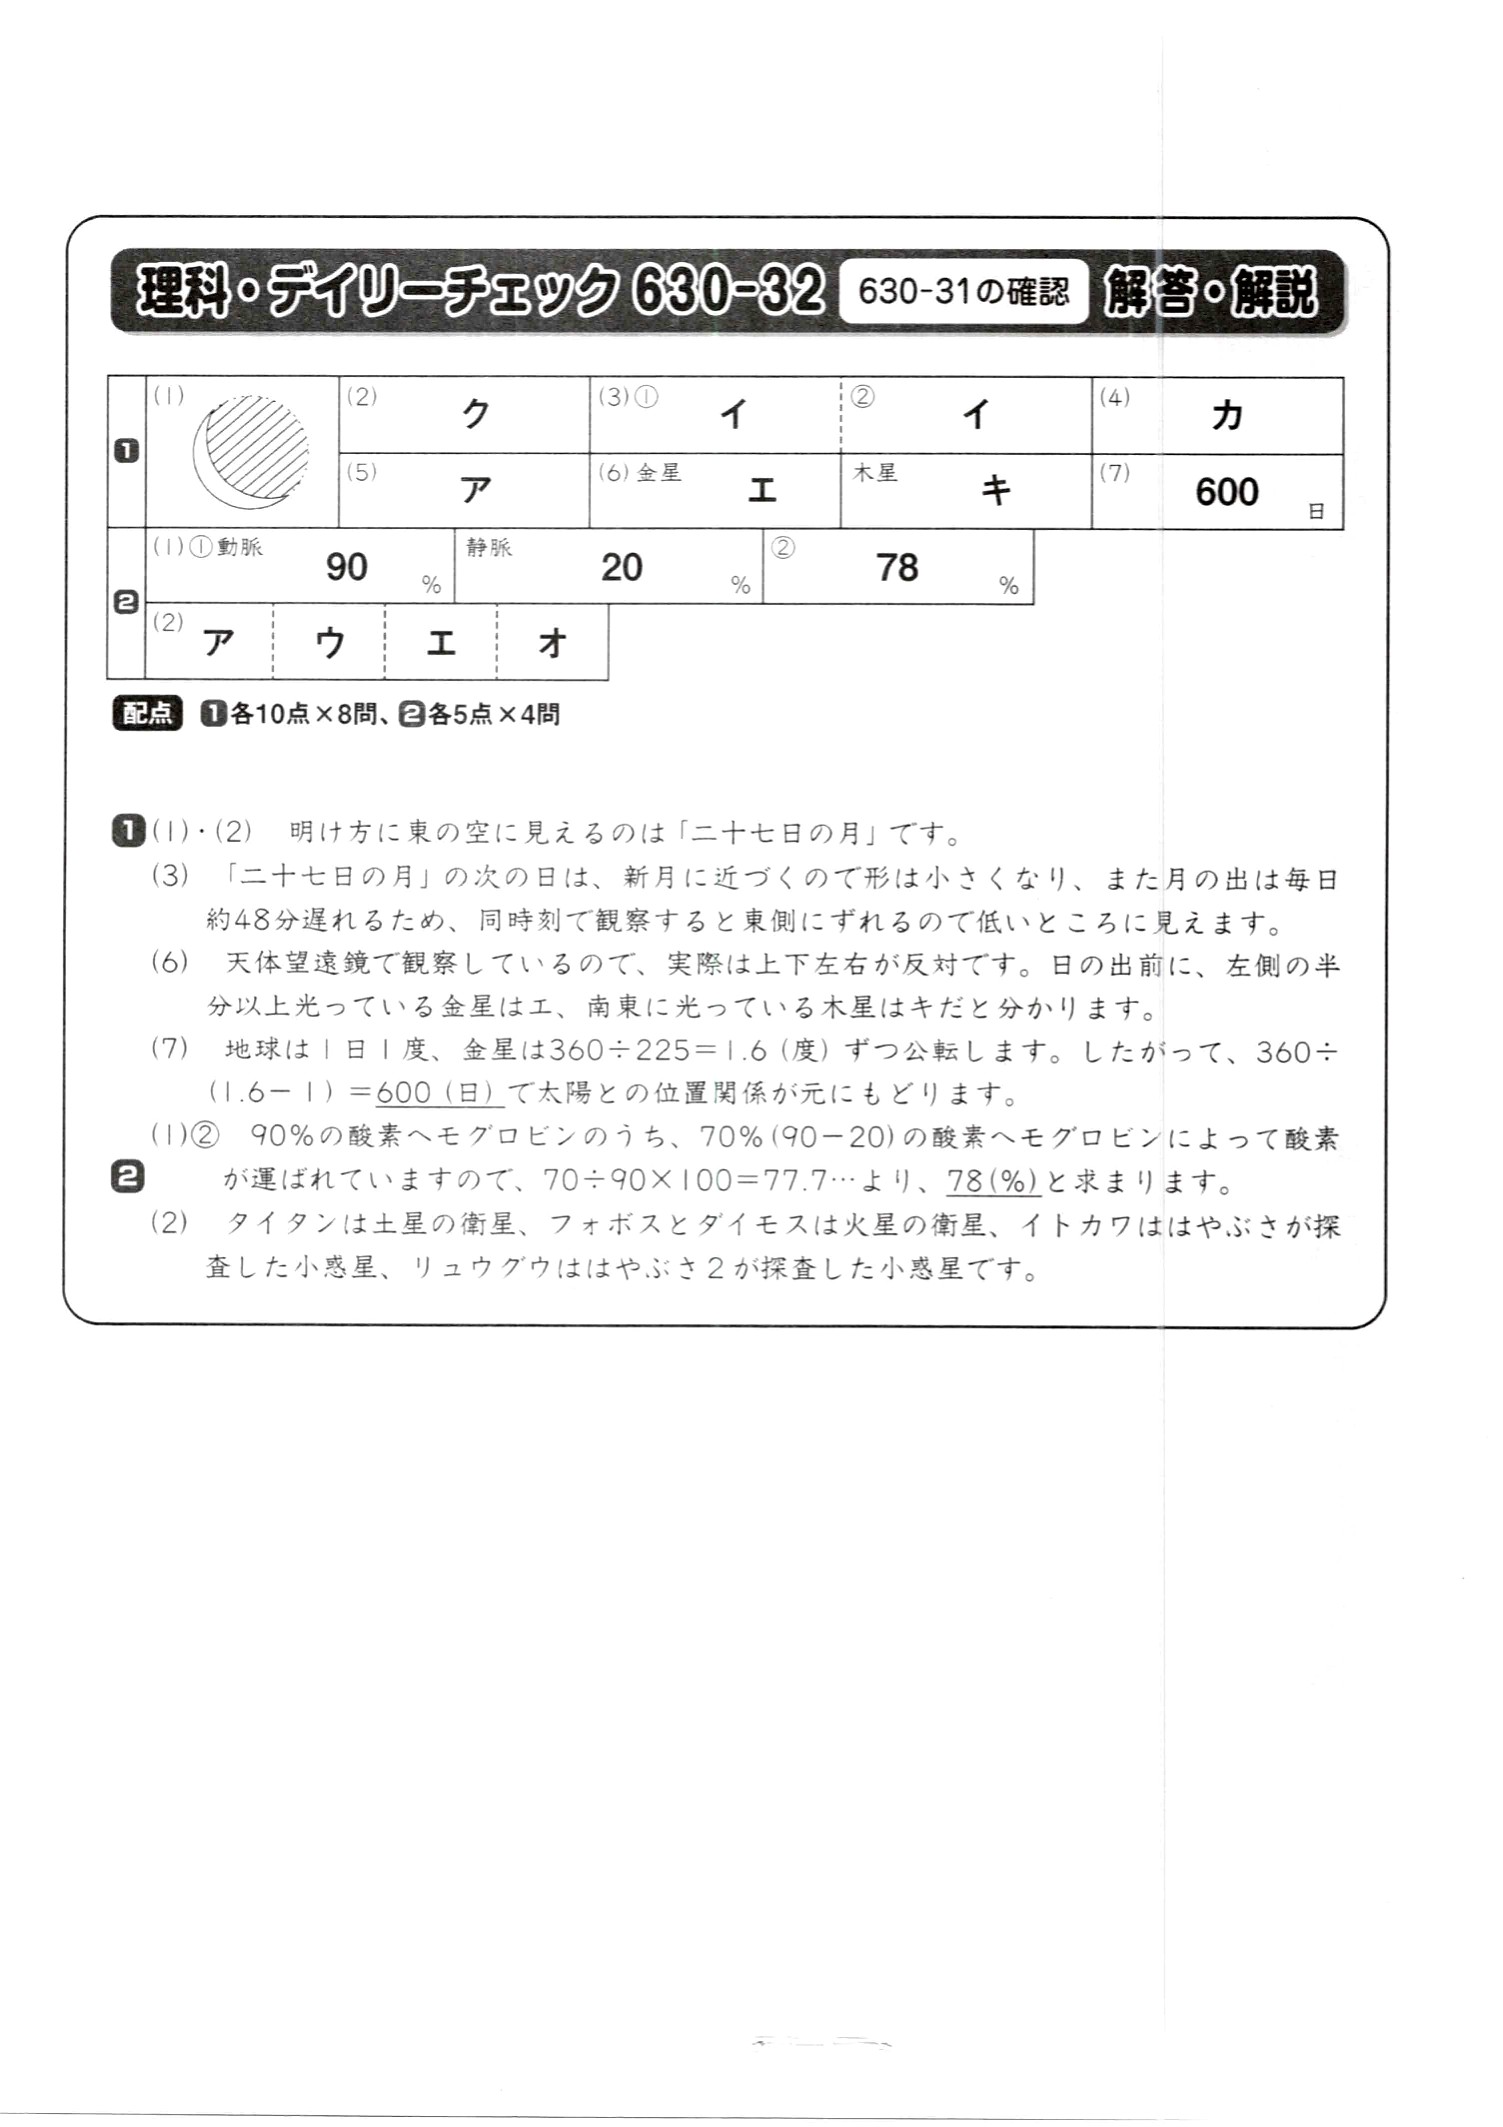 理科・デイリーチェック 630-32 630-31の確認 解答・解説
1
(1)
(2) ク
(3)① イ
② イ
(4) カ
(5) ア
(6)金星 エ
木星 キ
(7) 600 日
2
(1)①動脈 90 %
静脈 20 %
② 78 %
(2) ア ウ エ オ
配点 1各10点×8問、2各5点×4問
1(1)・(2) 明け方に東の空に見えるのは「二十七日の月」です。
(3) 「二十七日の月」の次の日は、新月に近づくので形は小さくなり、また月の出は毎日
約48分遅れるため、同時刻で観察すると東側にずれるので低いところに見えます。
(6) 天体望遠鏡で観察しているので、実際は上下左右が反対です。日の出前に、左側の半
分以上光っている金星はエ、南東に光っている木星はキだと分かります。
(7) 地球は1日1度、金星は360÷225=1.6(度)ずつ公転します。したがって、360÷
(1.6-1)=600(日)で太陽との位置関係が元にもどります。
(1)② 90%の酸素ヘモグロビンのうち、70%(90-20)の酸素ヘモグロビンによって酸素
2 が運ばれていますので、70÷90×100=77.7…より、78(%)と求まります。
(2) タイタンは土星の衛星、フォボスとダイモスは火星の衛星、イトカワははやぶさが探
査した小惑星、リュウグウははやぶさ2が探査した小惑星です。